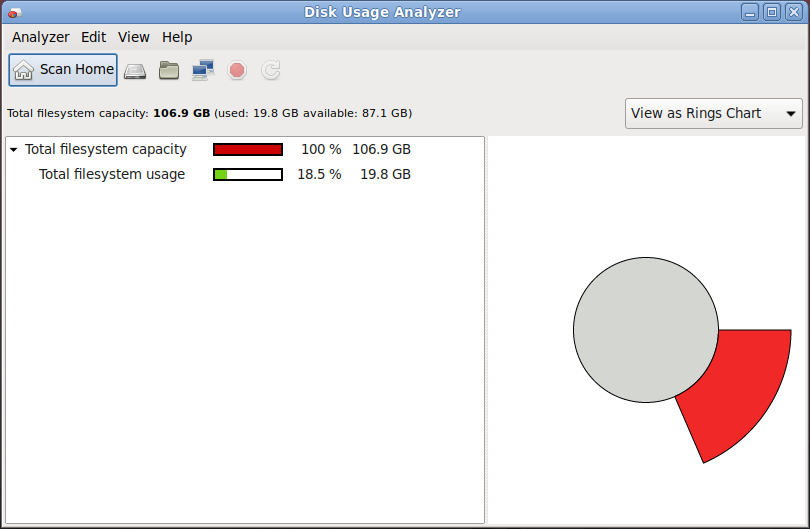 Disk Usage Analyzer
Analyzer Edit View Help
Scan Home
Total filesystem capacity: 106.9 GB (used: 19.8 GB available: 87.1 GB)
View as Rings Chart
Total filesystem capacity 100 % 106.9 GB
Total filesystem usage 18.5 % 19.8 GB